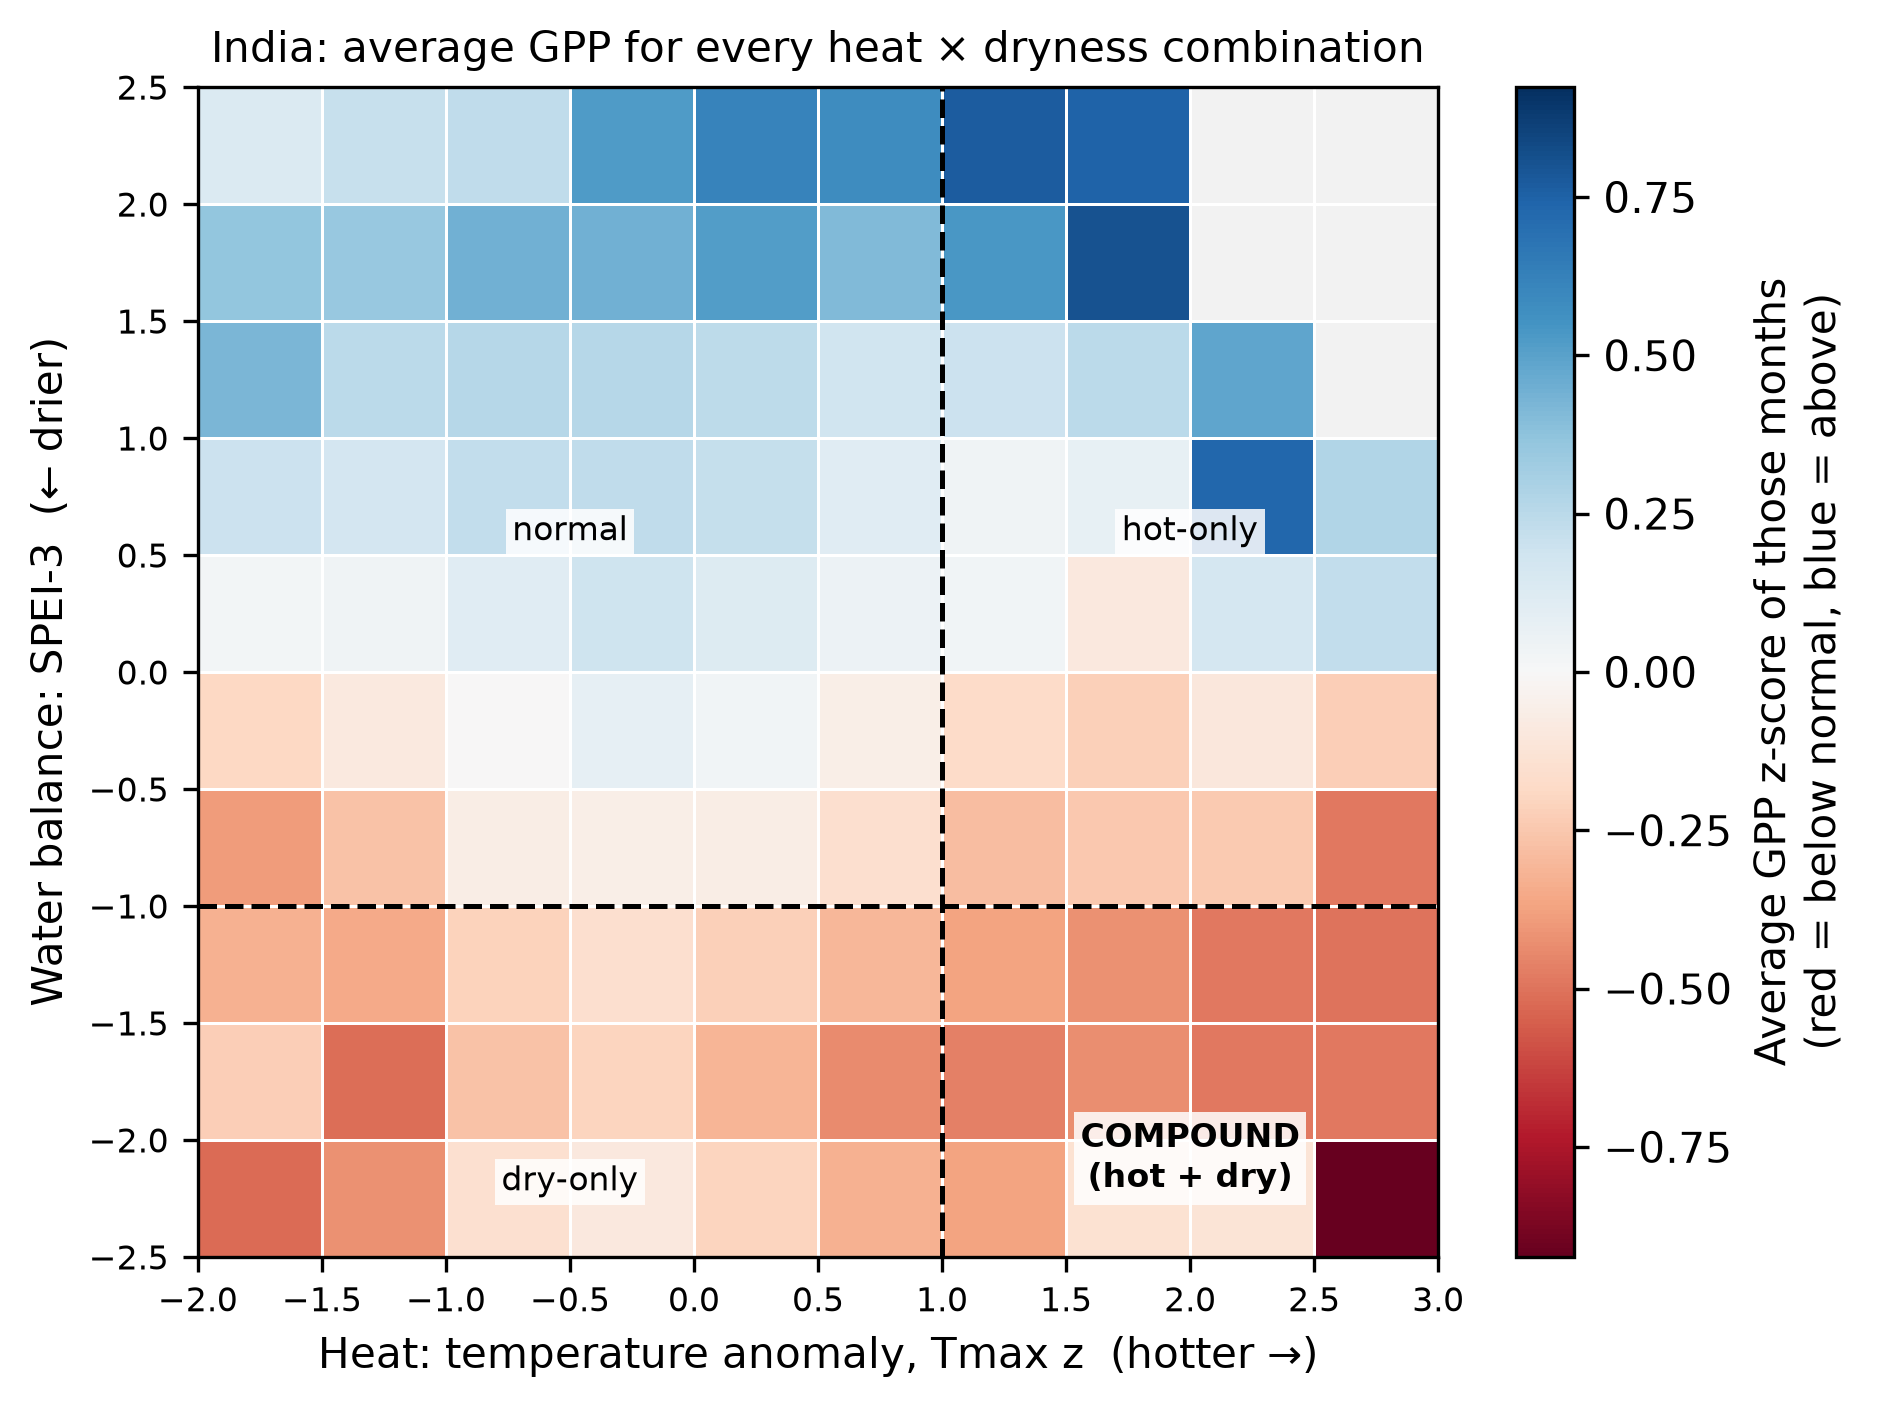 India: average GPP for every heat × dryness combination
2.5
2.0
1.5
1.0
0.5
0.0
−0.5
−1.0
−1.5
−2.0
−2.5
Water balance: SPEI-3  (← drier)
normal
hot-only
dry-only
COMPOUND
(hot + dry)
−2.0 −1.5 −1.0 −0.5 0.0 0.5 1.0 1.5 2.0 2.5 3.0
Heat: temperature anomaly, Tmax z  (hotter →)
0.75
0.50
0.25
0.00
−0.25
−0.50
−0.75
Average GPP z-score of those months
(red = below normal, blue = above)